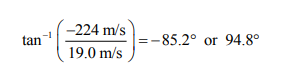 tan⁻¹ (−224 m/s / 19.0 m/s) = −85.2° or 94.8°